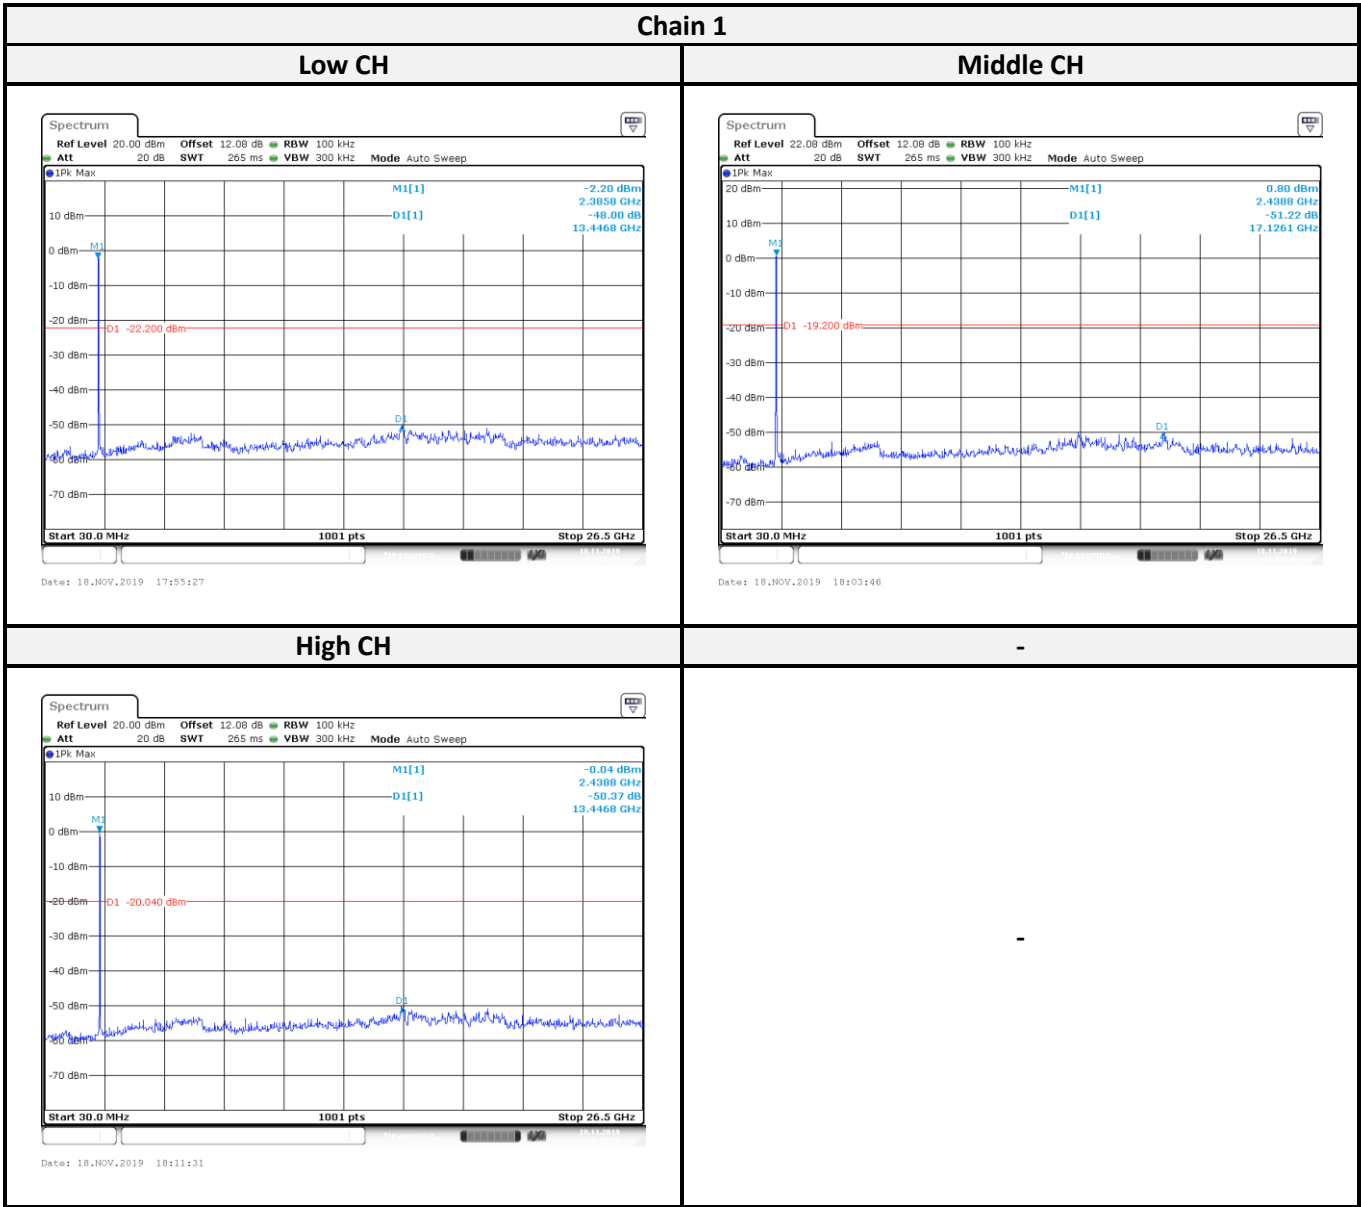 Chain 1
Low CH
Middle CH
Spectrum
Ref Level 20.00 dBm Offset 12.08 dB RBW 100 kHz
Att 20 dB SWT 265 ms VBW 300 kHz Mode Auto Sweep
1Pk Max
M1[1] -2.20 dBm
2.3858 GHz
10 dBm D1[1] -48.00 dB
13.4468 GHz
M1
0 dBm
-10 dBm
-20 dBm
D1 -22.200 dBm
-30 dBm
-40 dBm
D1
-50 dBm
-60 dBm
-70 dBm
Start 30.0 MHz 1001 pts Stop 26.5 GHz
Measuring...
18.11.2019
Date: 18.NOV.2019 17:55:27
Spectrum
Ref Level 22.08 dBm Offset 12.08 dB RBW 100 kHz
Att 20 dB SWT 265 ms VBW 300 kHz Mode Auto Sweep
1Pk Max
20 dBm M1[1] 0.80 dBm
2.4388 GHz
10 dBm D1[1] -51.22 dB
17.1261 GHz
M1
0 dBm
-10 dBm
-20 dBm D1 -19.200 dBm
-30 dBm
-40 dBm
D1
-50 dBm
-60 dBm
-70 dBm
Start 30.0 MHz 1001 pts Stop 26.5 GHz
Measuring...
18.11.2019
Date: 18.NOV.2019 18:03:46
High CH
-
Spectrum
Ref Level 20.00 dBm Offset 12.08 dB RBW 100 kHz
Att 20 dB SWT 265 ms VBW 300 kHz Mode Auto Sweep
1Pk Max
M1[1] -0.04 dBm
2.4388 GHz
10 dBm D1[1] -50.37 dB
13.4468 GHz
M1
0 dBm
-10 dBm
-20 dBm D1 -20.040 dBm
-30 dBm
-40 dBm
D1
-50 dBm
-60 dBm
-70 dBm
Start 30.0 MHz 1001 pts Stop 26.5 GHz
Measuring...
18.11.2019
Date: 18.NOV.2019 18:11:31
-